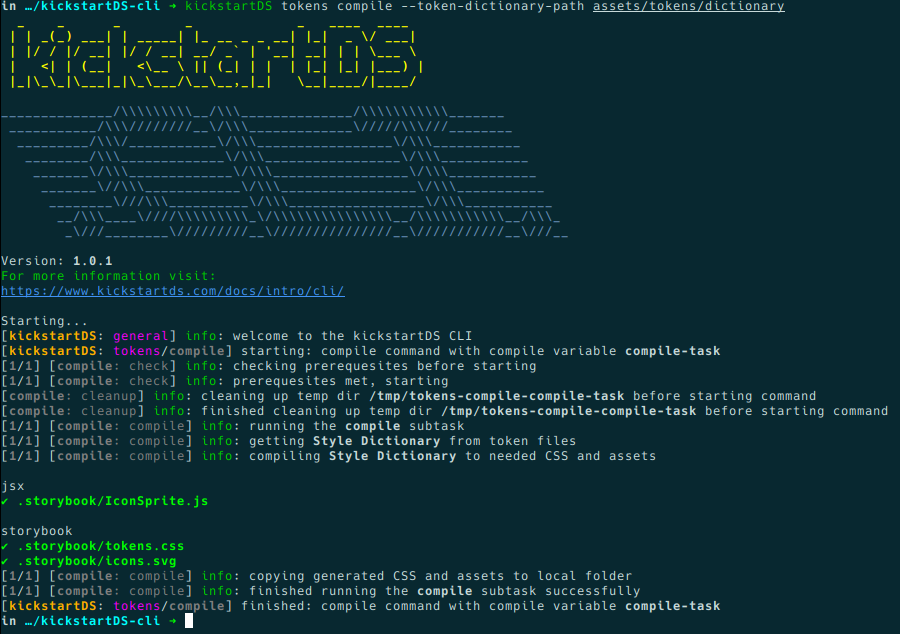 in …/kickstartDS-cli ➜ kickstartDS tokens compile --token-dictionary-path assets/tokens/dictionary
kickstartDS
CLI
Version: 1.0.1
For more information visit:
https://www.kickstartds.com/docs/intro/cli/
Starting...
[kickstartDS: general] info: welcome to the kickstartDS CLI
[kickstartDS: tokens/compile] starting: compile command with compile variable compile-task
[1/1] [compile: check] info: checking prerequesites before starting
[1/1] [compile: check] info: prerequesites met, starting
[compile: cleanup] info: cleaning up temp dir /tmp/tokens-compile-compile-task before starting command
[compile: cleanup] info: finished cleaning up temp dir /tmp/tokens-compile-compile-task before starting command
[1/1] [compile: compile] info: running the compile subtask
[1/1] [compile: compile] info: getting Style Dictionary from token files
[1/1] [compile: compile] info: compiling Style Dictionary to needed CSS and assets
jsx
✔ .storybook/IconSprite.js
storybook
✔ .storybook/tokens.css
✔ .storybook/icons.svg
[1/1] [compile: compile] info: copying generated CSS and assets to local folder
[1/1] [compile: compile] info: finished running the compile subtask successfully
[kickstartDS: tokens/compile] finished: compile command with compile variable compile-task
in …/kickstartDS-cli ➜